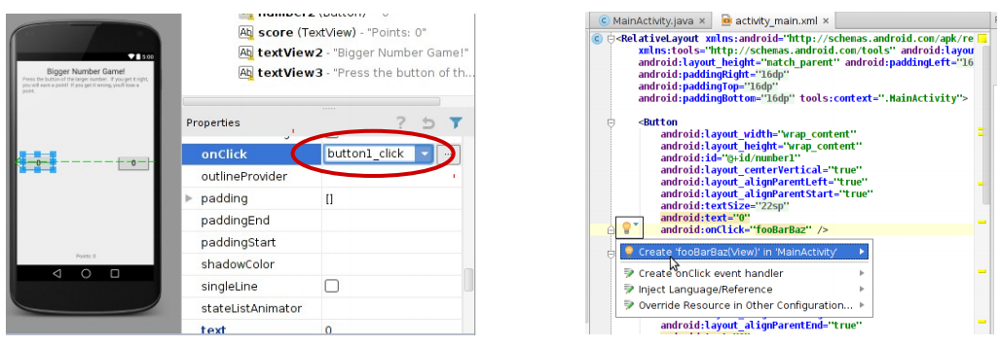 5:00
Bigger Number Game!
Press the button of the larger number. If you get it right,
you will earn a point! If you get it wrong, you'll lose a
point.
0
0
Points: 0
number2 (Button) - "0"
Ab score (TextView) - "Points: 0"
Ab textView2 - "Bigger Number Game!"
Ab textView3 - "Press the button of th...
Properties
?
onClick button1_click ...
outlineProvider
padding []
paddingEnd
paddingStart
shadowColor
singleLine
stateListAnimator
text 0
C MainActivity.java × activity_main.xml ×
C <RelativeLayout xmlns:android="http://schemas.android.com/apk/re
xmlns:tools="http://schemas.android.com/tools" android:layou
android:layout_height="match_parent" android:paddingLeft="16
android:paddingRight="16dp"
android:paddingTop="16dp"
android:paddingBottom="16dp" tools:context=".MainActivity">
<Button
android:layout_width="wrap_content"
android:layout_height="wrap_content"
android:id="@+id/number1"
android:layout_centerVertical="true"
android:layout_alignParentLeft="true"
android:layout_alignParentStart="true"
android:textSize="22sp"
android:text="0"
android:onClick="fooBarBaz" />
Create 'fooBarBaz(View)' in 'MainActivity'
Create onClick event handler
Inject Language/Reference
Override Resource in Other Configuration...
android:layout_alignParentEnd="true"